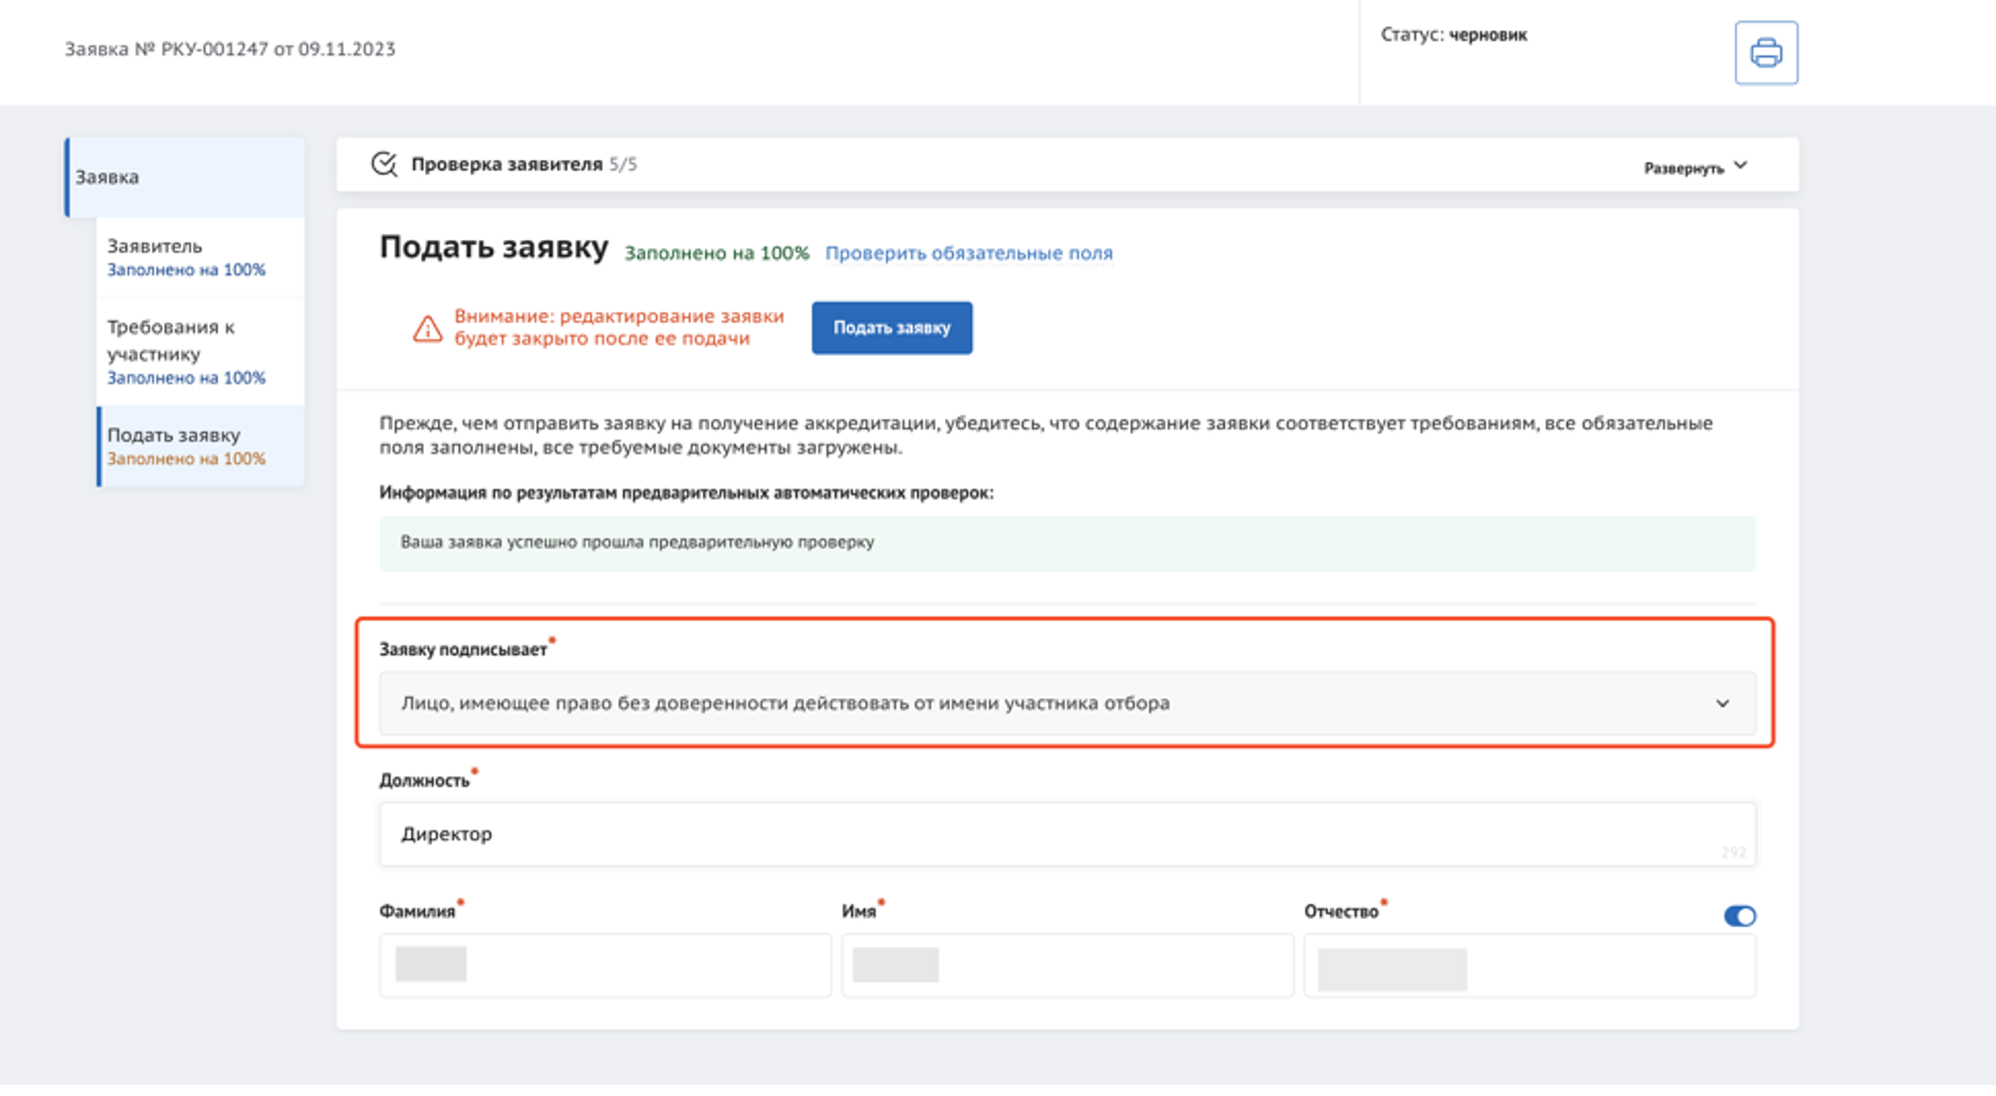 Заявка № РКУ-001247 от 09.11.2023
Статус: черновик
Заявка
Заявитель
Заполнено на 100%
Требования к
участнику
Заполнено на 100%
Подать заявку
Заполнено на 100%
Проверка заявителя 5/5
Развернуть
Подать заявку Заполнено на 100% Проверить обязательные поля
Внимание: редактирование заявки
будет закрыто после ее подачи
Подать заявку
Прежде, чем отправить заявку на получение аккредитации, убедитесь, что содержание заявки соответствует требованиям, все обязательные
поля заполнены, все требуемые документы загружены.
Информация по результатам предварительных автоматических проверок:
Ваша заявка успешно прошла предварительную проверку
Заявку подписывает*
Лицо, имеющее право без доверенности действовать от имени участника отбора
Должность*
Директор
292
Фамилия* Имя* Отчество*